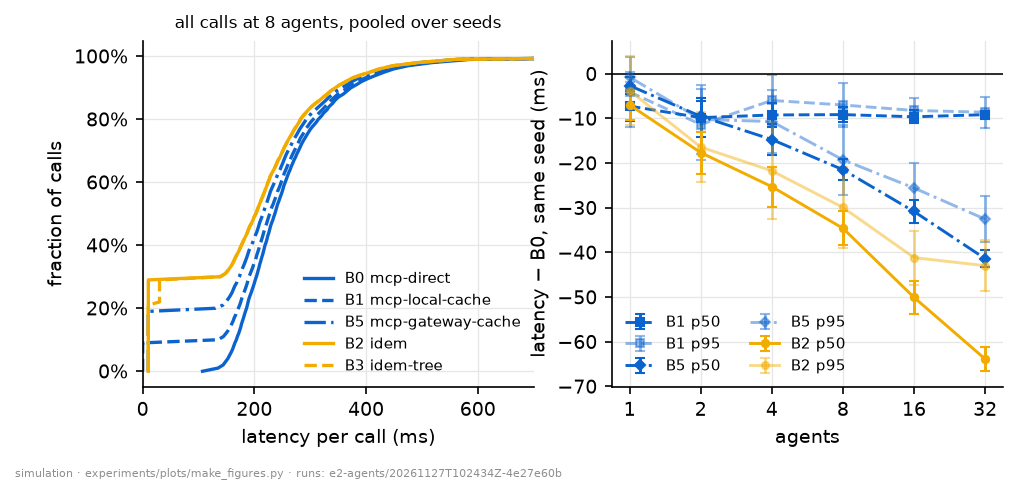 all calls at 8 agents, pooled over seeds
100%
80%
60%
40%
20%
0%
fraction of calls
0
200
400
600
latency per call (ms)
B0 mcp-direct
B1 mcp-local-cache
B5 mcp-gateway-cache
B2 idem
B3 idem-tree
0
−10
−20
−30
−40
−50
−60
−70
latency − B0, same seed (ms)
1
2
4
8
16
32
agents
B1 p50
B1 p95
B5 p50
B5 p95
B2 p50
B2 p95
simulation · experiments/plots/make_figures.py · runs: e2-agents/20261127T102434Z-4e27e60b